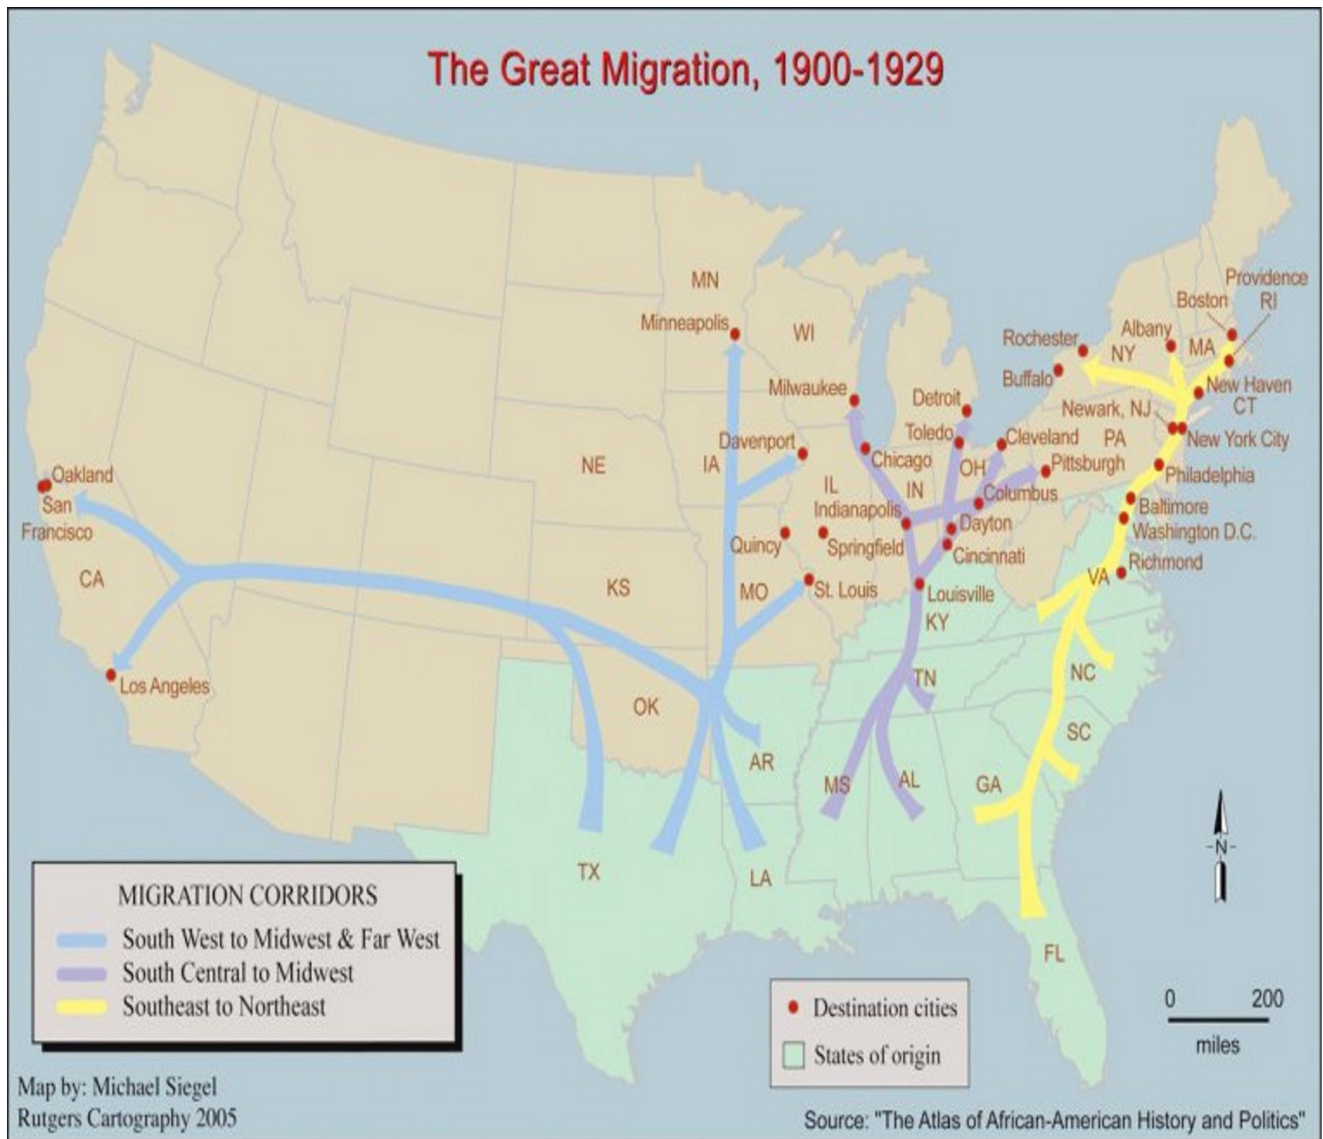 The Great Migration, 1900-1929
MN
Minneapolis
WI
Milwaukee
Detroit
Toledo
Davenport
Chicago
Cleveland
Pittsburgh
Rochester
Buffalo
Albany
NY
Boston
Providence
RI
MA
New Haven
CT
Newark, NJ
New York City
PA
Philadelphia
Baltimore
Washington D.C.
Richmond
VA
NE
IA
IL
IN
OH
Columbus
Indianapolis
Dayton
Cincinnati
Quincy
Springfield
St. Louis
Louisville
KY
Oakland
San
Francisco
CA
Los Angeles
KS
MO
OK
TN
NC
SC
AR
MS
AL
GA
TX
LA
FL
N
MIGRATION CORRIDORS
South West to Midwest & Far West
South Central to Midwest
Southeast to Northeast
Destination cities
States of origin
0 200
miles
Map by: Michael Siegel
Rutgers Cartography 2005
Source: "The Atlas of African-American History and Politics"